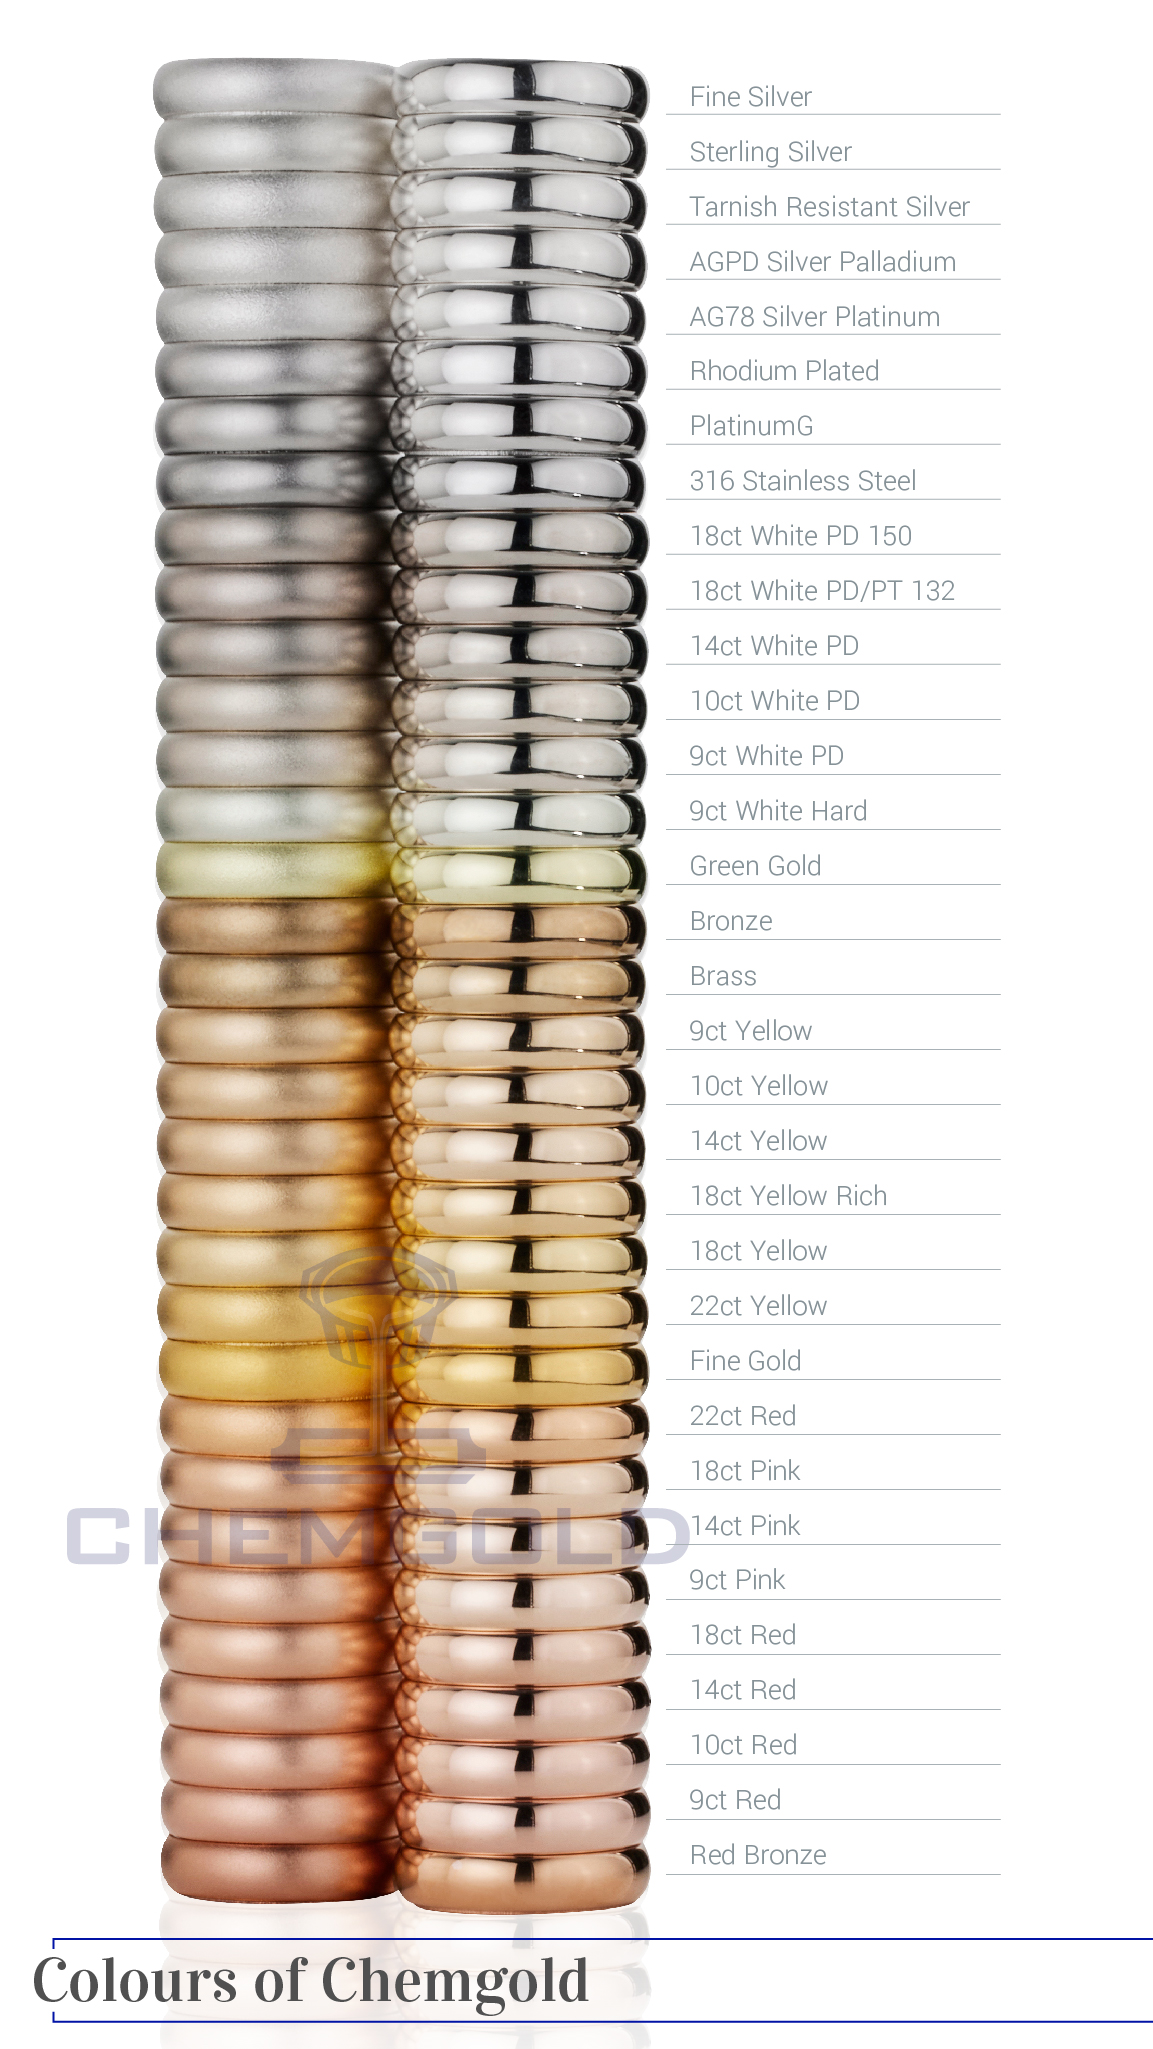 Fine Silver
Sterling Silver
Tarnish Resistant Silver
AGPD Silver Palladium
AG78 Silver Platinum
Rhodium Plated
PlatinumG
316 Stainless Steel
18ct White PD 150
18ct White PD/PT 132
14ct White PD
10ct White PD
9ct White PD
9ct White Hard
Green Gold
Bronze
Brass
9ct Yellow
10ct Yellow
14ct Yellow
18ct Yellow Rich
18ct Yellow
22ct Yellow
Fine Gold
22ct Red
18ct Pink
CHEMGOLD
14ct Pink
9ct Pink
18ct Red
14ct Red
10ct Red
9ct Red
Red Bronze
Colours of Chemgold